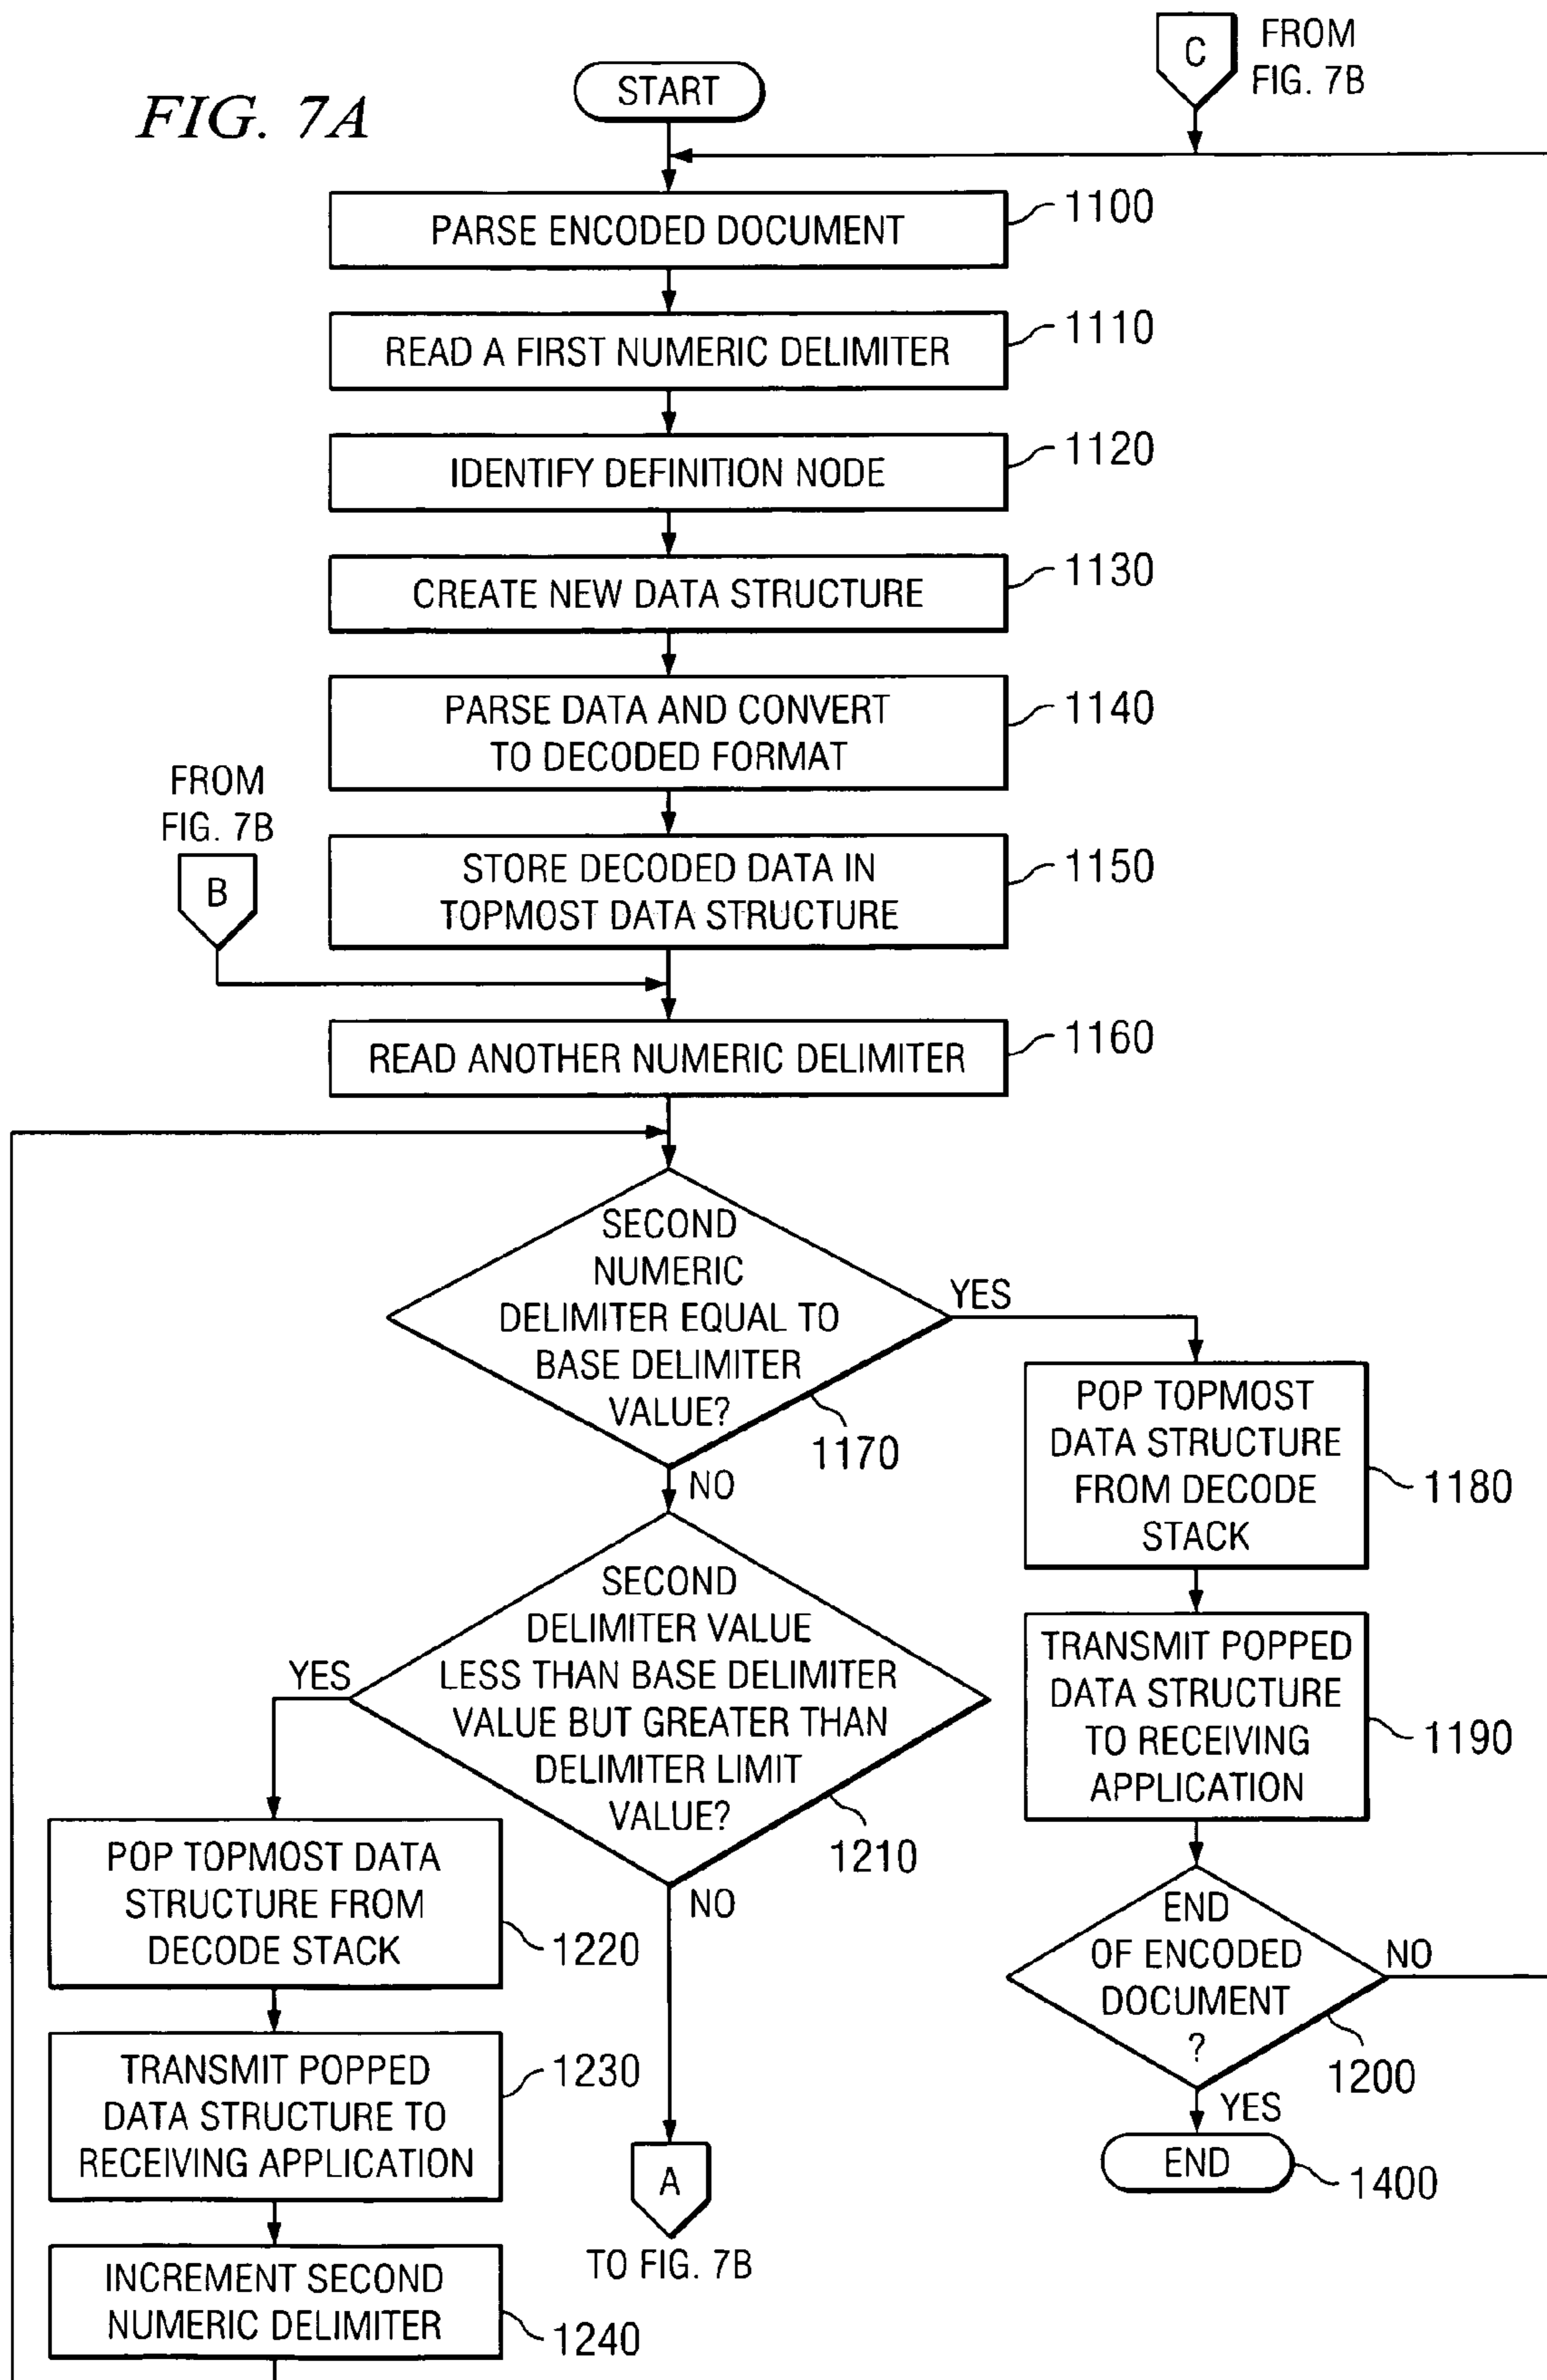 FIG. 7A
START
C
FROM
FIG. 7B
PARSE ENCODED DOCUMENT
1100
READ A FIRST NUMERIC DELIMITER
1110
IDENTIFY DEFINITION NODE
1120
CREATE NEW DATA STRUCTURE
1130
PARSE DATA AND CONVERT
TO DECODED FORMAT
1140
FROM
FIG. 7B
B
STORE DECODED DATA IN
TOPMOST DATA STRUCTURE
1150
READ ANOTHER NUMERIC DELIMITER
1160
SECOND
NUMERIC
DELIMITER EQUAL TO
BASE DELIMITER
VALUE?
1170
YES
NO
POP TOPMOST
DATA STRUCTURE
FROM DECODE
STACK
1180
SECOND
DELIMITER VALUE
LESS THAN BASE DELIMITER
VALUE BUT GREATER THAN
DELIMITER LIMIT
VALUE?
1210
YES
NO
TRANSMIT POPPED
DATA STRUCTURE
TO RECEIVING
APPLICATION
1190
POP TOPMOST DATA
STRUCTURE FROM
DECODE STACK
1220
END
OF ENCODED
DOCUMENT
?
1200
NO
YES
TRANSMIT POPPED
DATA STRUCTURE TO
RECEIVING APPLICATION
1230
A
TO FIG. 7B
END
1400
INCREMENT SECOND
NUMERIC DELIMITER
1240